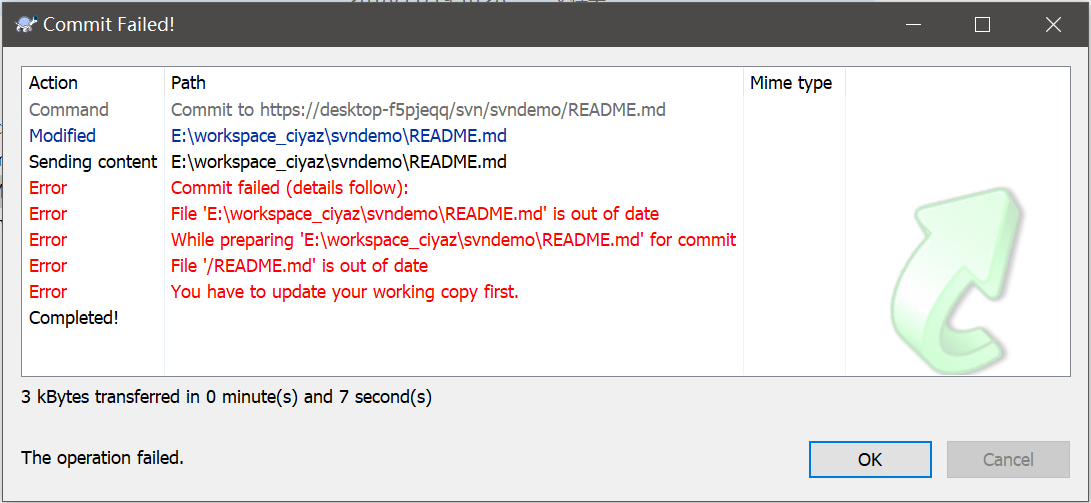 Commit Failed!
Action Path Mime type
Command Commit to https://desktop-f5pjeqq/svn/svndemo/README.md
Modified E:\workspace_ciyaz\svndemo\README.md
Sending content E:\workspace_ciyaz\svndemo\README.md
Error Commit failed (details follow):
Error File 'E:\workspace_ciyaz\svndemo\README.md' is out of date
Error While preparing 'E:\workspace_ciyaz\svndemo\README.md' for commit
Error File '/README.md' is out of date
Error You have to update your working copy first.
Completed!
3 kBytes transferred in 0 minute(s) and 7 second(s)
The operation failed.
OK Cancel